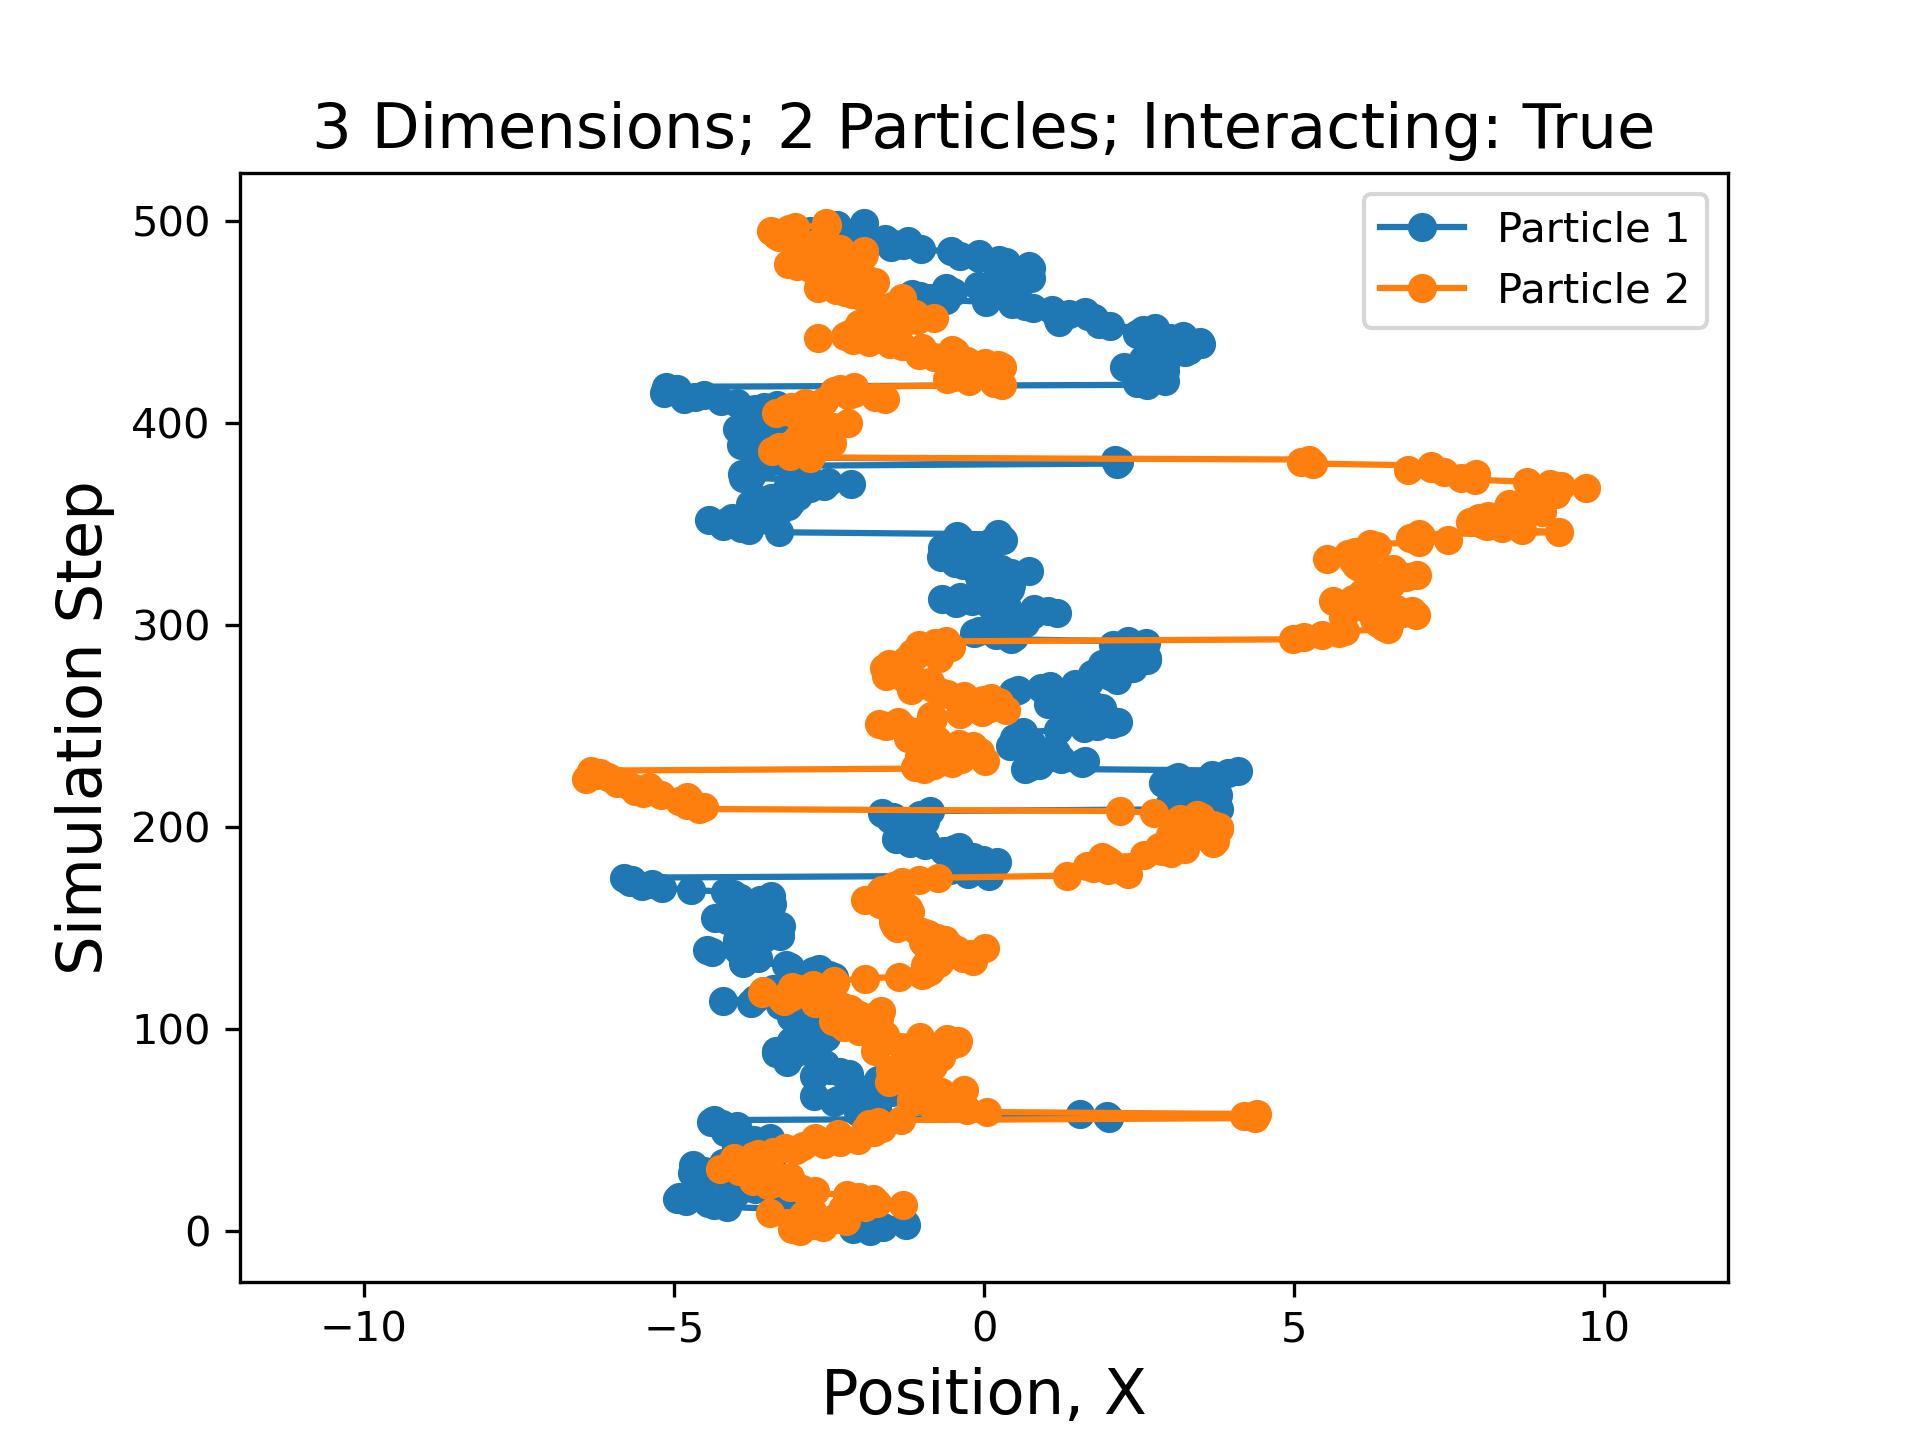 3 Dimensions; 2 Particles; Interacting: True
Particle 1
Particle 2
500
400
300
200
100
0
Simulation Step
−10
−5
0
5
10
Position, X